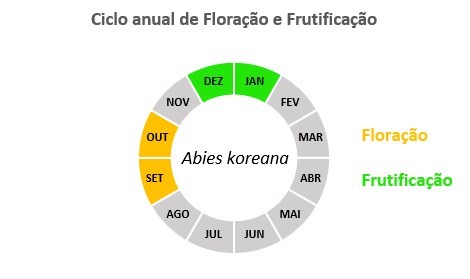 Ciclo anual de Floração e Frutificação
DEZ
JAN
NOV
FEV
OUT
MAR
Floração
Abies koreana
SET
ABR
Frutificação
AGO
MAI
JUL
JUN